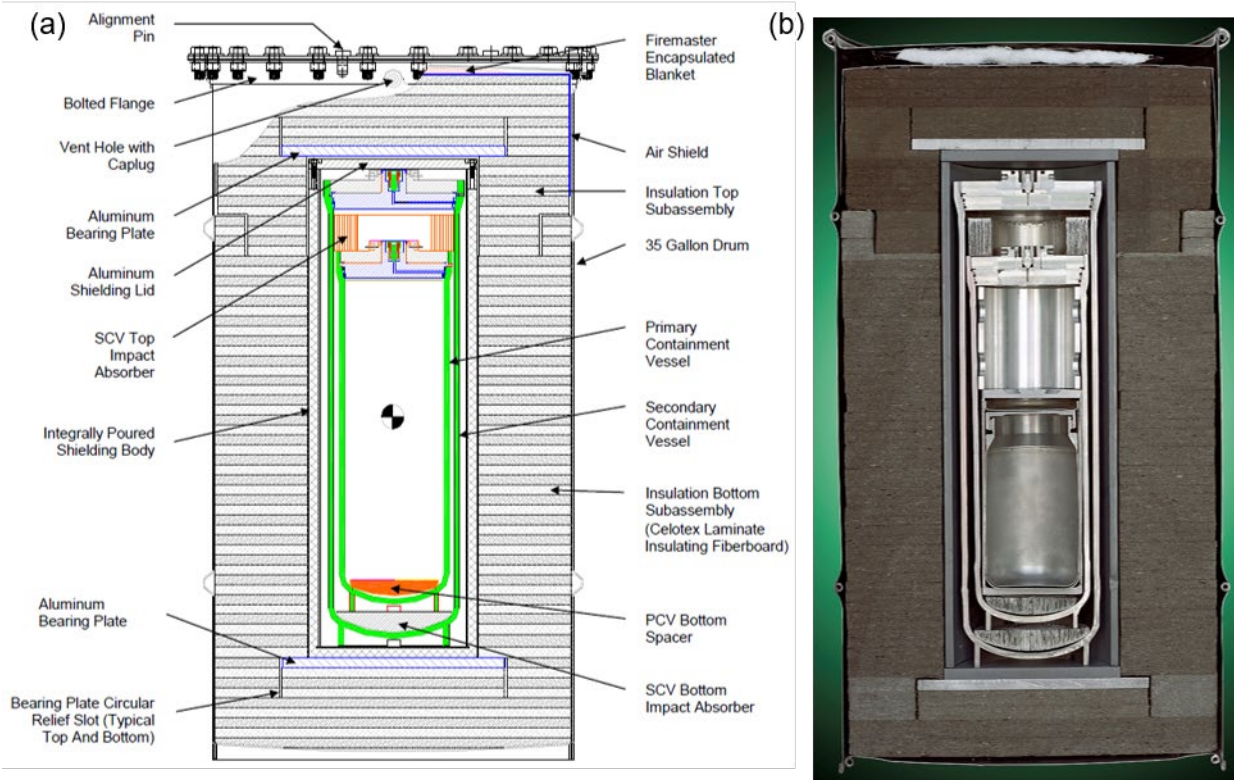 (a)
Alignment
Pin
Bolted Flange
Vent Hole with
Caplug
Aluminum
Bearing Plate
Aluminum
Shielding Lid
SCV Top
Impact
Absorber
Integrally Poured
Shielding Body
Aluminum
Bearing Plate
Bearing Plate Circular
Relief Slot (Typical
Top And Bottom)
Firemaster
Encapsulated
Blanket
Air Shield
Insulation Top
Subassembly
35 Gallon Drum
Primary
Containment
Vessel
Secondary
Containment
Vessel
Insulation Bottom
Subassembly
(Celotex Laminate
Insulating Fiberboard)
PCV Bottom
Spacer
SCV Bottom
Impact Absorber
(b)